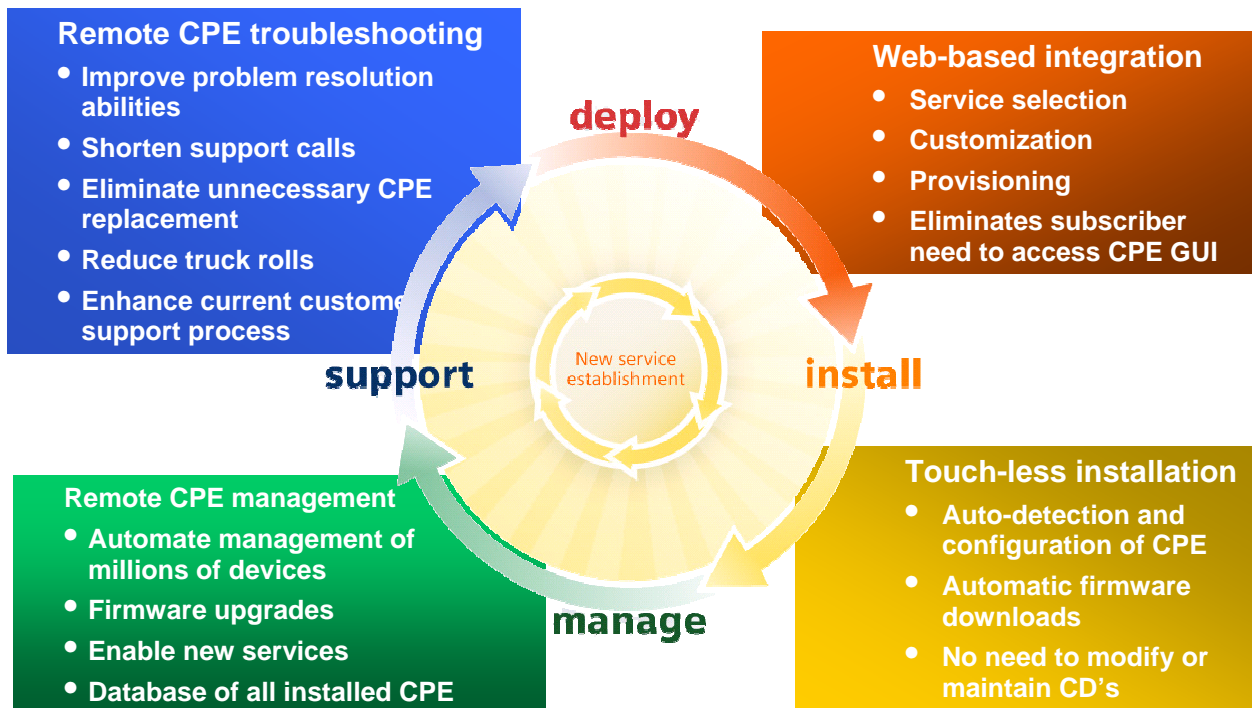 Remote CPE troubleshooting
• Improve problem resolution
abilities
• Shorten support calls
• Eliminate unnecessary CPE
replacement
• Reduce truck rolls
• Enhance current custome
support process
deploy
Web-based integration
• Service selection
• Customization
• Provisioning
• Eliminates subscriber
need to access CPE GUI
support
New service
establishment
install
Remote CPE management
• Automate management of
millions of devices
• Firmware upgrades
• Enable new services
• Database of all installed CPE
manage
Touch-less installation
• Auto-detection and
configuration of CPE
• Automatic firmware
downloads
• No need to modify or
maintain CD's